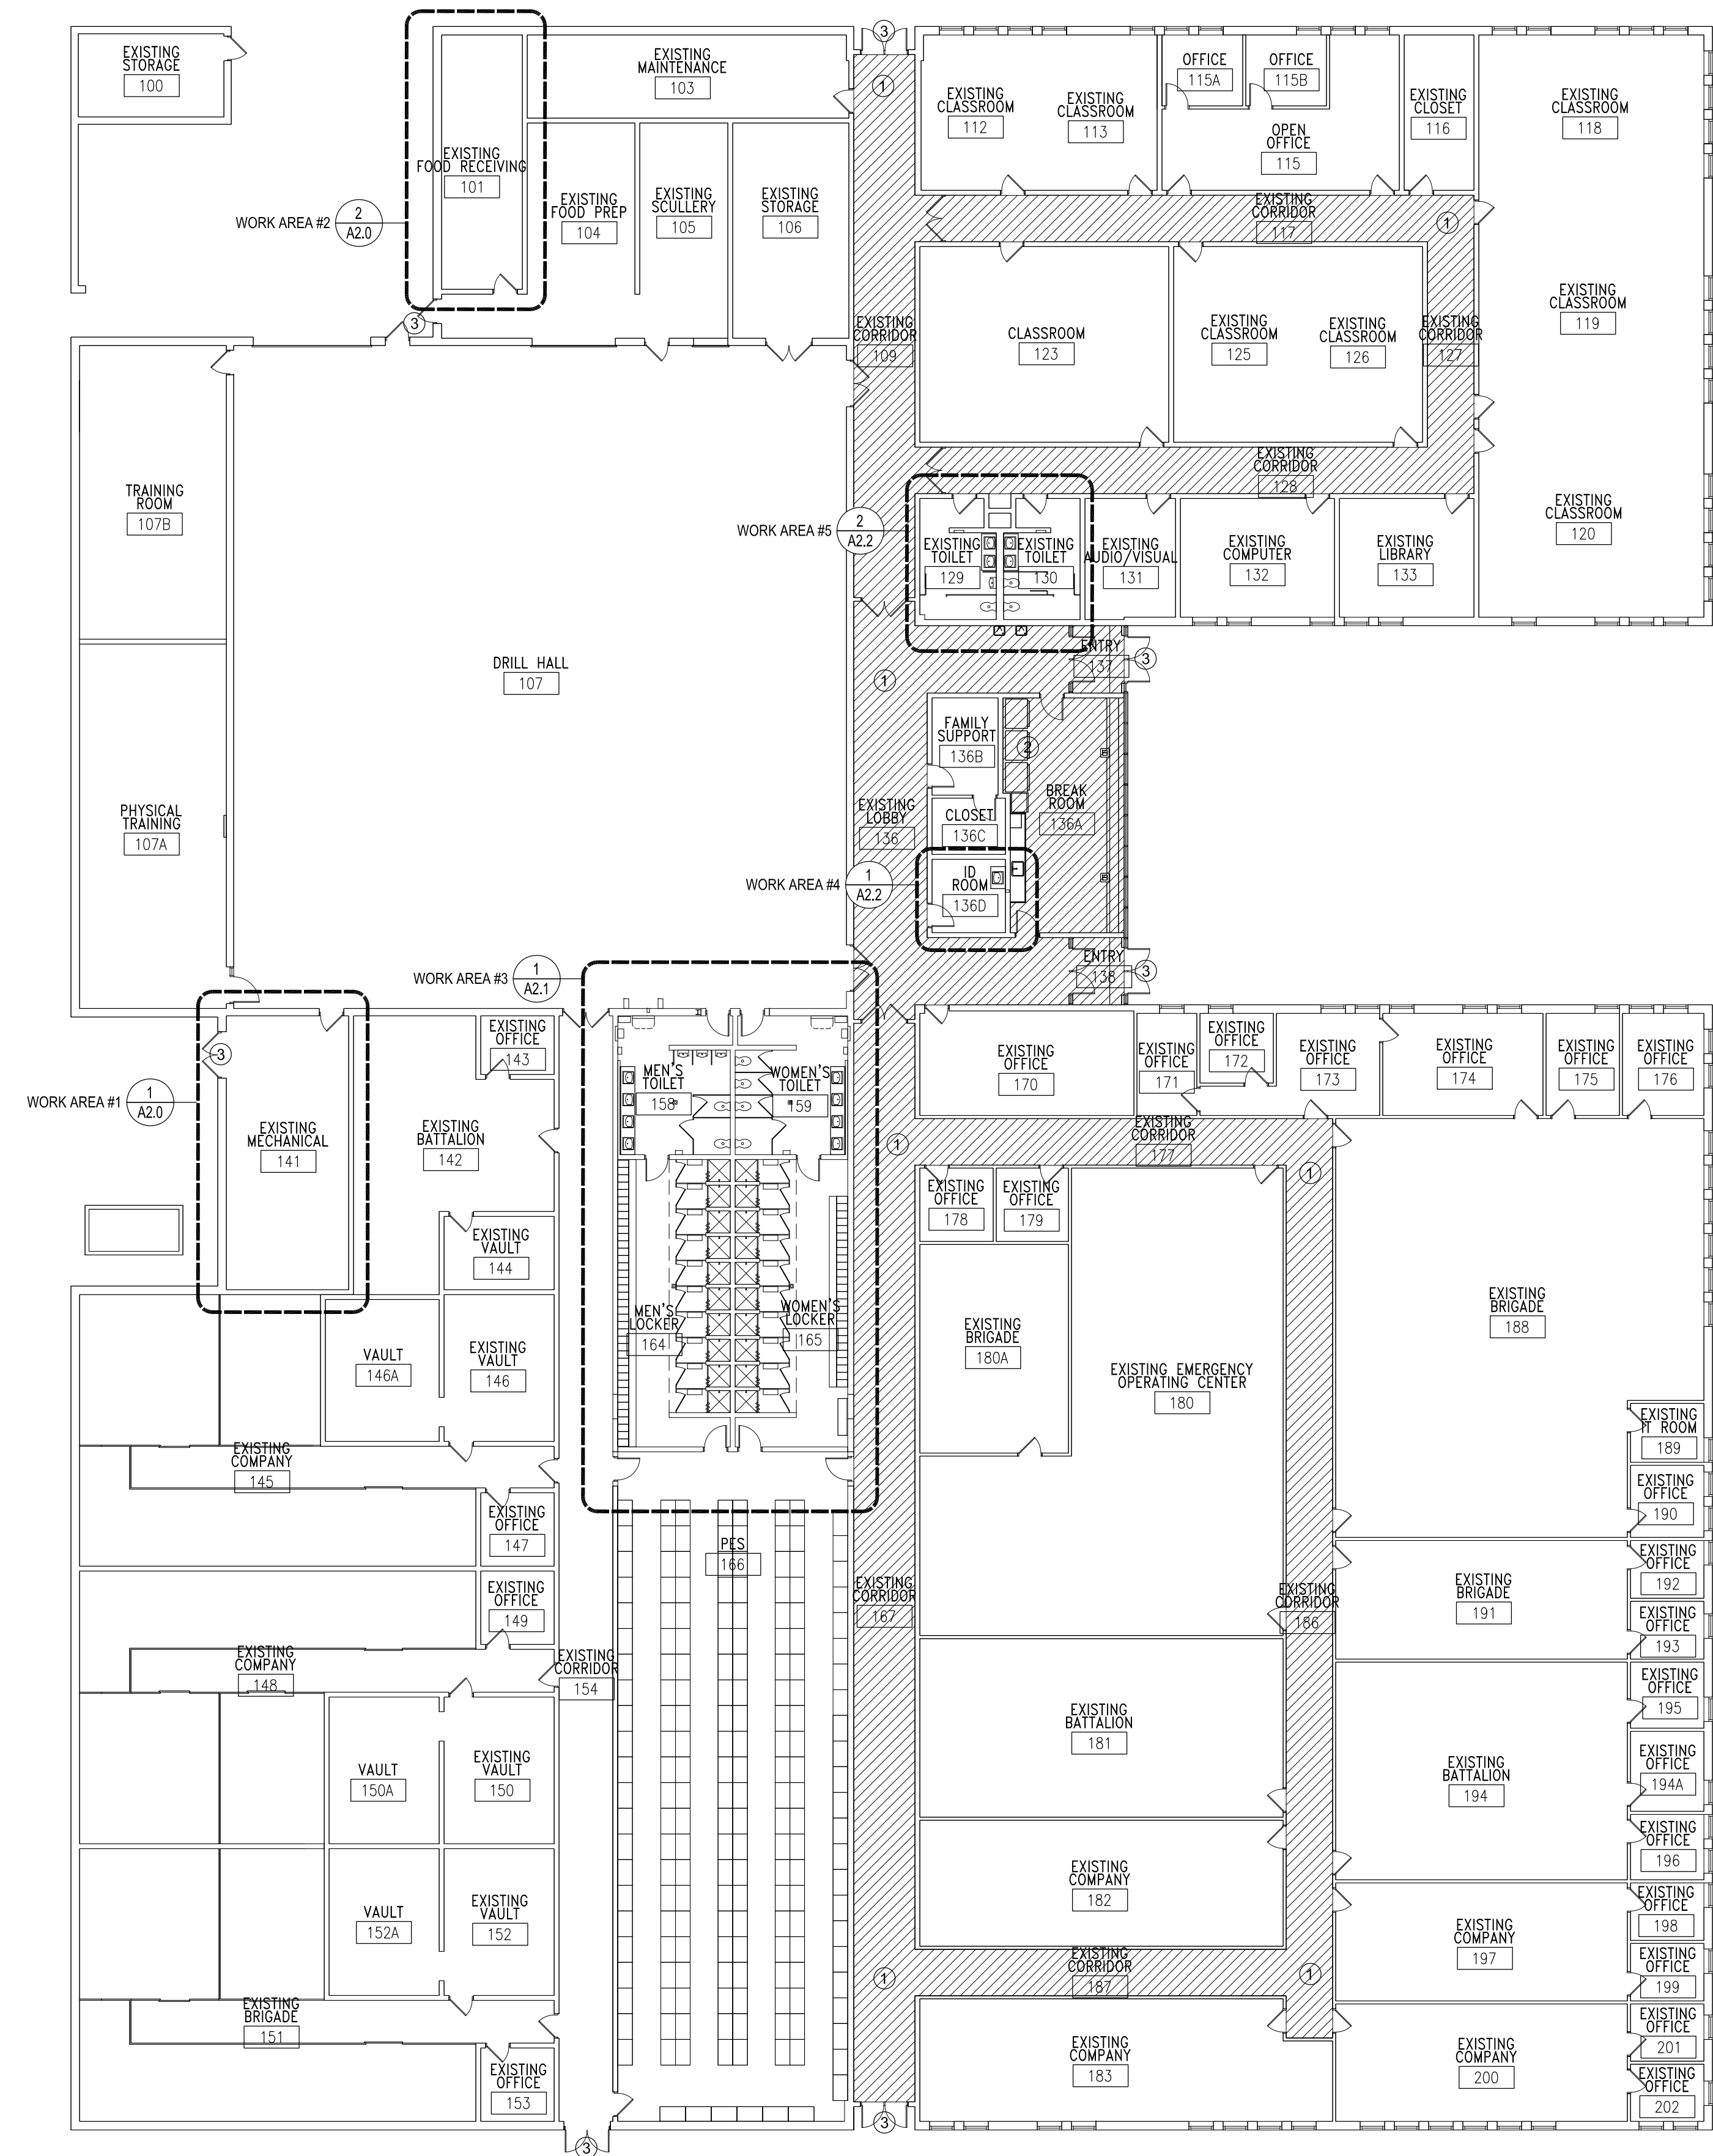 EXISTING
STORAGE
100
EXISTING
FOOD RECEIVING
101
EXISTING
MAINTENANCE
103
EXISTING
FOOD PREP
104
EXISTING
SCULLERY
105
EXISTING
STORAGE
106
WORK AREA #2
2
A2.0
3
3
1
EXISTING
CLASSROOM
112
EXISTING
CLASSROOM
113
OFFICE
115A
OFFICE
115B
OPEN
OFFICE
115
EXISTING
CLOSET
116
EXISTING
CLASSROOM
118
EXISTING
CORRIDOR
117
1
EXISTING
CORRIDOR
109
CLASSROOM
123
EXISTING
CLASSROOM
125
EXISTING
CLASSROOM
126
EXISTING
CORRIDOR
127
EXISTING
CLASSROOM
119
EXISTING
CORRIDOR
128
EXISTING
CLASSROOM
120
TRAINING
ROOM
107B
WORK AREA #5
2
A2.2
EXISTING
TOILET
129
EXISTING
TOILET
130
EXISTING
AUDIO/VISUAL
131
EXISTING
COMPUTER
132
EXISTING
LIBRARY
133
DRILL HALL
107
1
ENTRY
137
3
FAMILY
SUPPORT
136B
2
PHYSICAL
TRAINING
107A
EXISTING
LOBBY
136
CLOSET
136C
BREAK
ROOM
136A
WORK AREA #4
1
A2.2
ID
ROOM
136D
ENTRY
138
3
WORK AREA #3
1
A2.1
3
WORK AREA #1
1
A2.0
EXISTING
MECHANICAL
141
EXISTING
OFFICE
143
EXISTING
BATTALION
142
EXISTING
VAULT
144
MEN'S
TOILET
158
WOMEN'S
TOILET
159
MEN'S
LOCKER
164
WOMEN'S
LOCKER
165
EXISTING
OFFICE
170
EXISTING
OFFICE
171
EXISTING
OFFICE
172
EXISTING
OFFICE
173
EXISTING
OFFICE
174
EXISTING
OFFICE
175
EXISTING
OFFICE
176
1
EXISTING
CORRIDOR
177
1
EXISTING
OFFICE
178
EXISTING
OFFICE
179
EXISTING
BRIGADE
180A
EXISTING EMERGENCY
OPERATING CENTER
180
EXISTING
BRIGADE
188
VAULT
146A
EXISTING
VAULT
146
EXISTING
COMPANY
145
EXISTING
OFFICE
147
EXISTING
IT ROOM
189
EXISTING
OFFICE
190
PES
166
EXISTING
OFFICE
149
EXISTING
CORRIDOR
167
EXISTING
CORRIDOR
186
EXISTING
BRIGADE
191
EXISTING
OFFICE
192
EXISTING
OFFICE
193
EXISTING
COMPANY
148
EXISTING
CORRIDOR
154
EXISTING
OFFICE
195
EXISTING
BATTALION
181
EXISTING
BATTALION
194
EXISTING
OFFICE
194A
VAULT
150A
EXISTING
VAULT
150
EXISTING
OFFICE
196
EXISTING
COMPANY
182
VAULT
152A
EXISTING
VAULT
152
EXISTING
COMPANY
197
EXISTING
OFFICE
198
EXISTING
OFFICE
199
1
EXISTING
CORRIDOR
187
1
EXISTING
BRIGADE
151
EXISTING
OFFICE
153
EXISTING
COMPANY
183
EXISTING
COMPANY
200
EXISTING
OFFICE
201
EXISTING
OFFICE
202
3
3